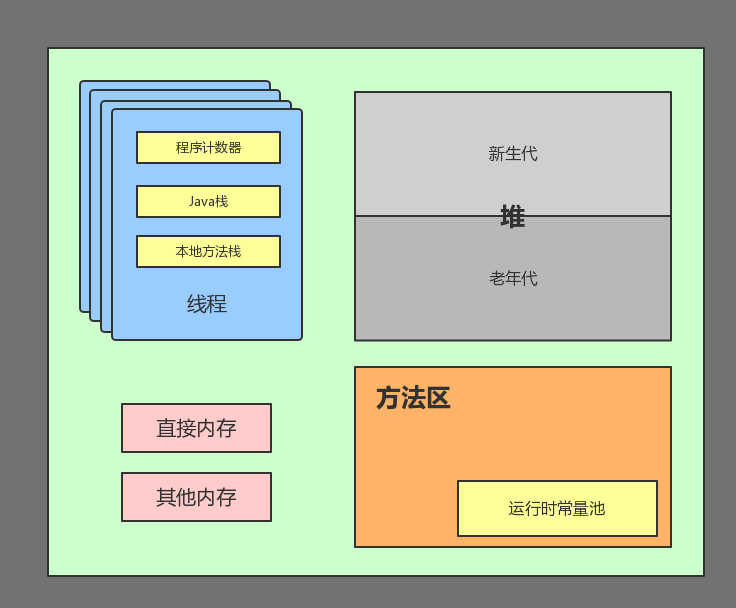 程序计数器
Java栈
本地方法栈
线程
新生代
堆
老年代
直接内存
其他内存
方法区
运行时常量池